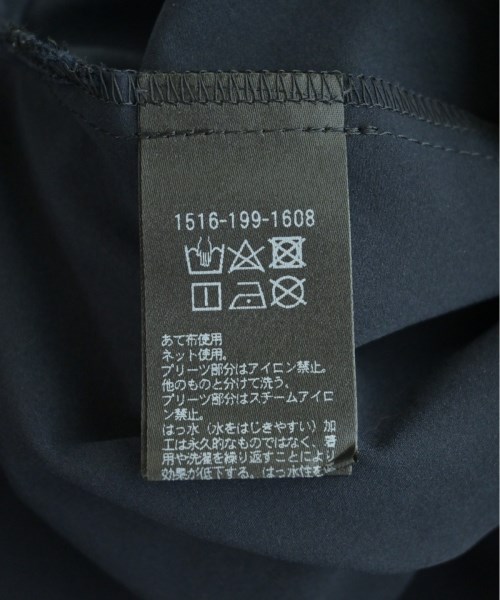 1516-199-1608
あて布使用
ネット使用。
プリーツ部分はアイロン禁止。
他のものと分けて洗う、
プリーツ部分はスチームアイロ
ン禁止。
はっ水（水をはじきやすい）加
工は永久的なものではなく、着
用や洗濯を繰り返すことにより
効果が低下する。はっ水性を